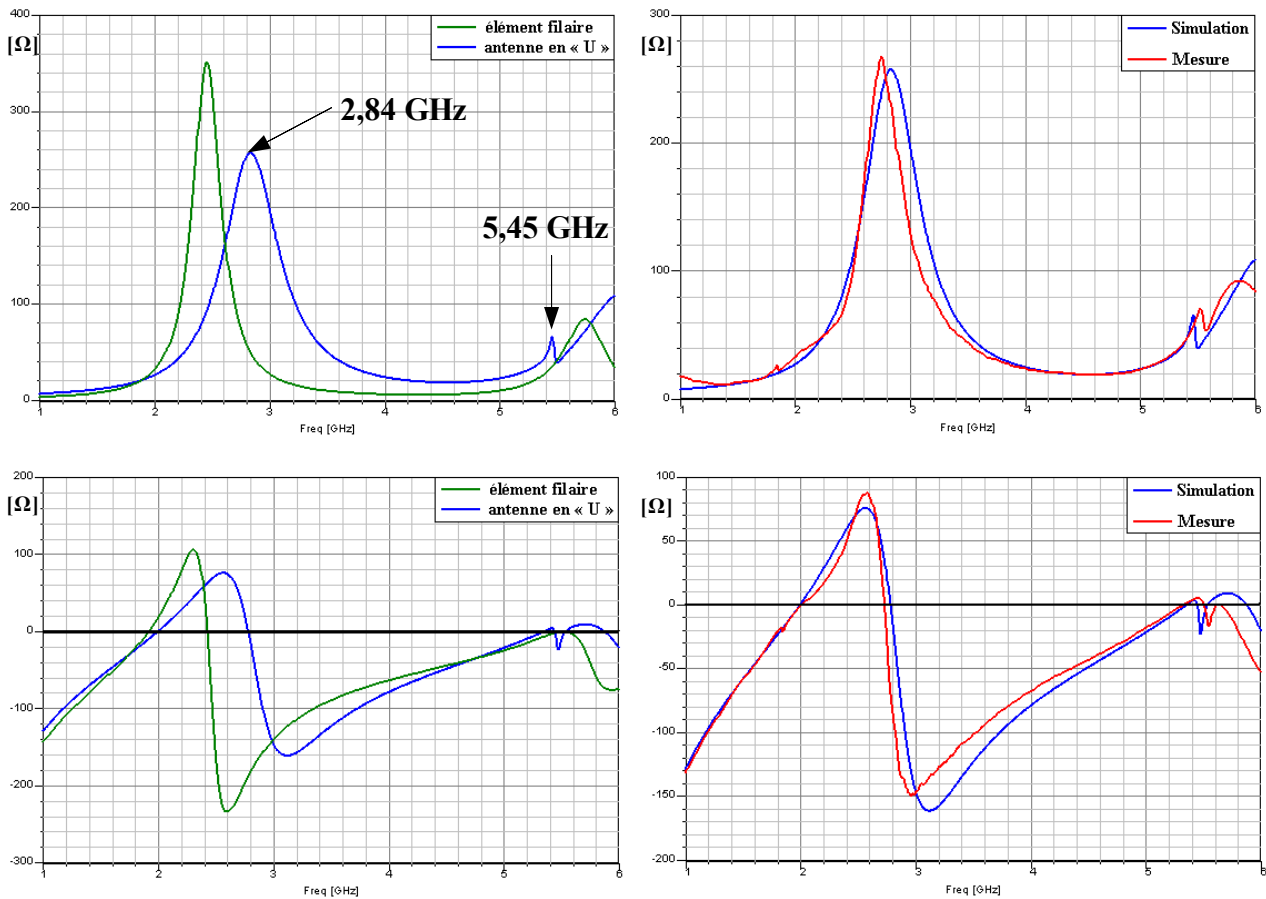 400
300
200
100
0
[Ω]
élément filaire
antenne en « U »
2,84 GHz
5,45 GHz
1 2 3 4 5 6
Freq [GHz]
300
200
100
0
[Ω]
Simulation
Mesure
1 2 3 4 5 6
Freq [GHz]
200
100
0
-100
-200
-300
[Ω]
élément filaire
antenne en « U »
1 2 3 4 5 6
Freq [GHz]
100
50
0
-50
-100
-150
-200
[Ω]
Simulation
Mesure
1 2 3 4 5 6
Freq [GHz]